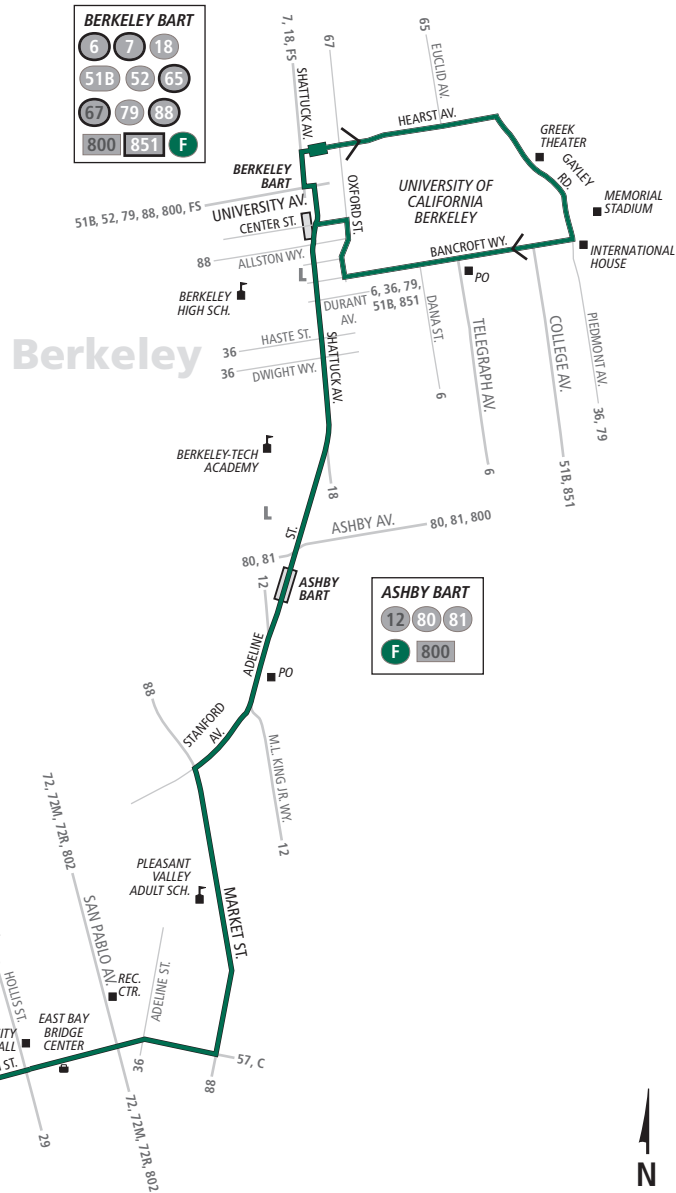 BERKELEY BART
6 7 18
51B 52 65
67 79 88
800 851 F
7, 18, FS
SHATTUCK AV.
67
65
EUCLID AV.
HEARST AV.
GREEK
THEATER
GAYLEY
RD.
MEMORIAL
STADIUM
BERKELEY
BART
OXFORD ST.
UNIVERSITY OF
CALIFORNIA
BERKELEY
51B, 52, 79, 88, 800, FS
UNIVERSITY AV.
CENTER ST.
88
ALLSTON WY.
BANCROFT WY.
INTERNATIONAL
HOUSE
PO
L
BERKELEY
HIGH SCH.
DURANT
AV.
6, 36, 79,
51B, 851
DANA ST.
6
TELEGRAPH AV.
6
COLLEGE AV.
51B, 851
PIEDMONT AV.
36, 79
Berkeley
36
HASTE ST.
36
DWIGHT WY.
SHATTUCK AV.
BERKELEY-TECH
ACADEMY
18
L
ST.
ASHBY AV.
80, 81, 800
80, 81
12
ASHBY
BART
ASHBY BART
12 80 81
F 800
ADELINE
PO
88
STANFORD
AV.
M.L. KING JR. WY.
12
72, 72M, 72R, 802
PLEASANT
VALLEY
ADULT SCH.
SAN PABLO AV.
MARKET ST.
HOLLIS ST.
REC.
CTR.
ADELINE ST.
EAST BAY
BRIDGE
CENTER
ITY
ALL
ST.
36
57, C
88
29
72, 72M, 72R, 802
N